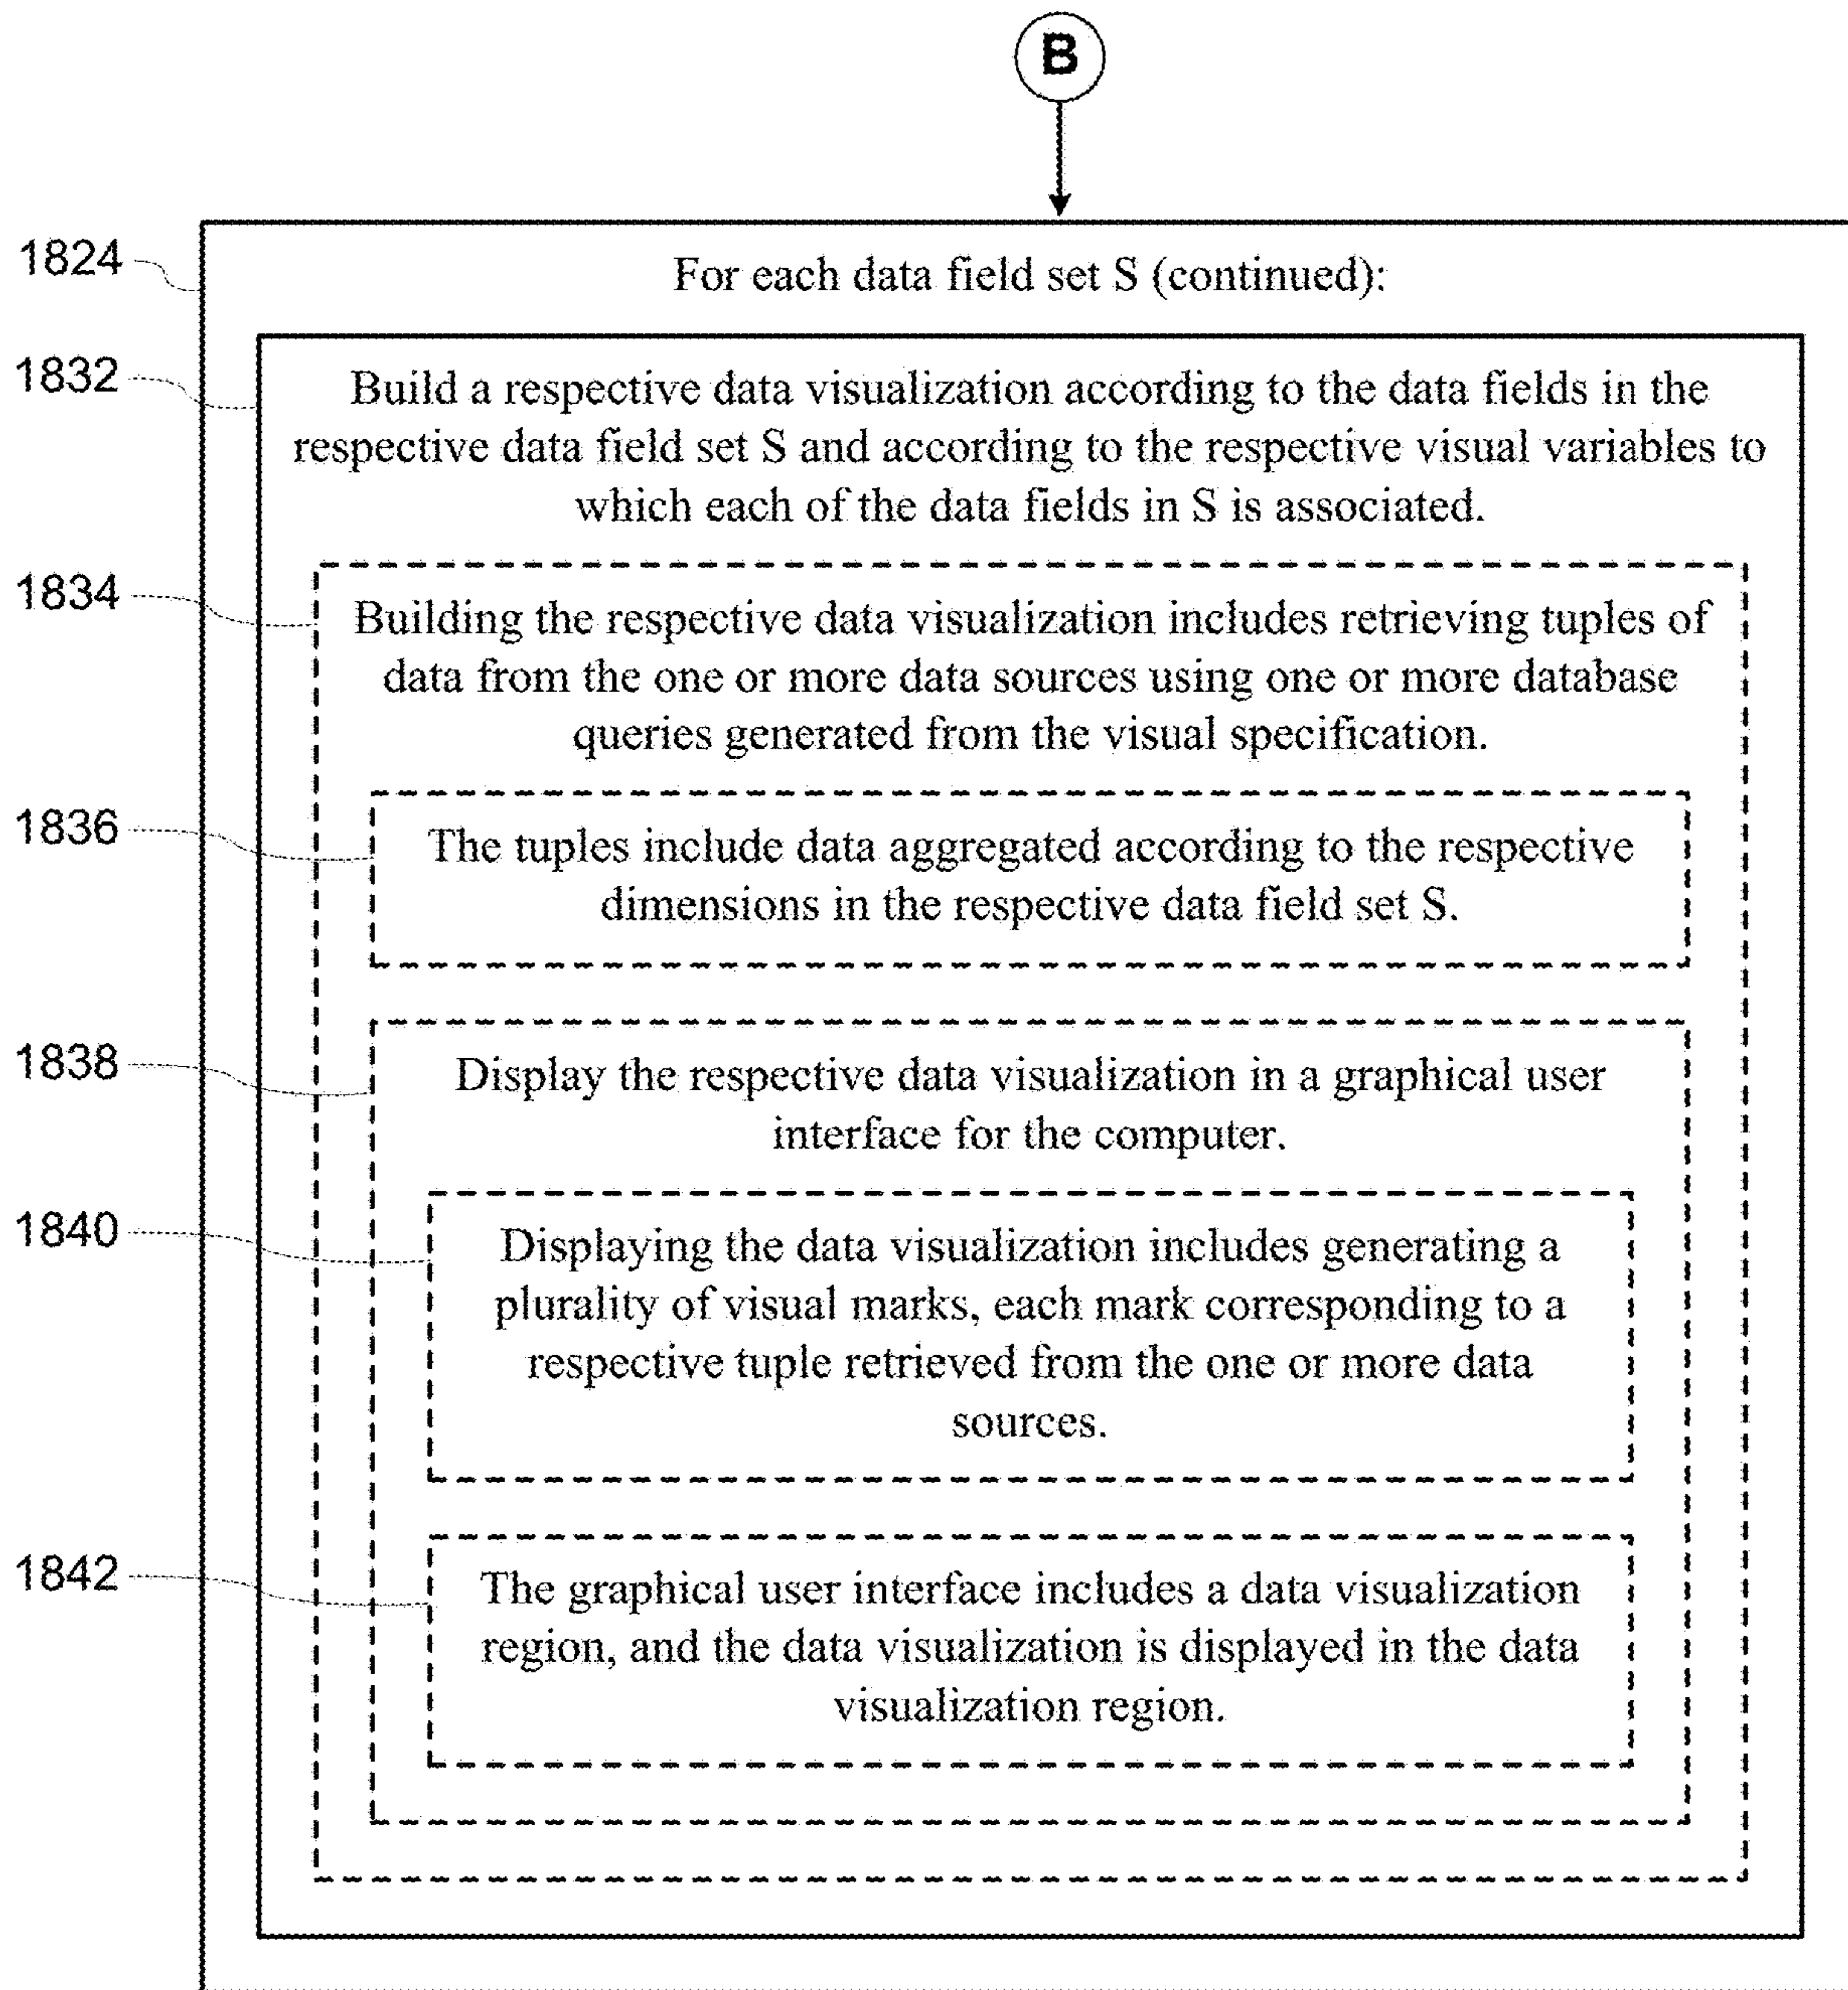 B
1824
For each data field set S (continued):
1832
Build a respective data visualization according to the data fields in the
respective data field set S and according to the respective visual variables to
which each of the data fields in S is associated.
1834
Building the respective data visualization includes retrieving tuples of
data from the one or more data sources using one or more database
queries generated from the visual specification.
1836
The tuples include data aggregated according to the respective
dimensions in the respective data field set S.
1838
Display the respective data visualization in a graphical user
interface for the computer.
1840
Displaying the data visualization includes generating a
plurality of visual marks, each mark corresponding to a
respective tuple retrieved from the one or more data
sources.
1842
The graphical user interface includes a data visualization
region, and the data visualization is displayed in the data
visualization region.